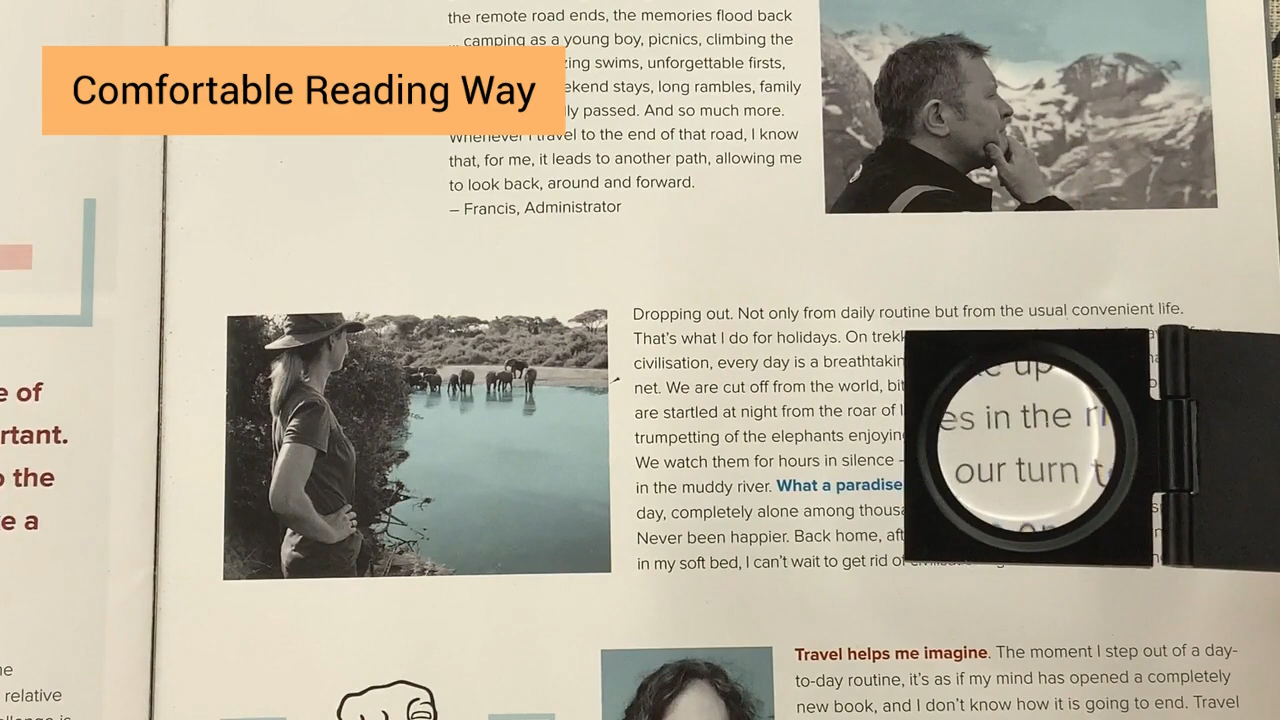 Comfortable Reading Way
the remote road ends, the memories flood back
... camping as a young boy, picnics, climbing the
swims, unforgettable firsts,
stays, long rambles, family
passed. And so much more.
Whenever I travel to the end of that road, I know
that, for me, it leads to another path, allowing me
to look back, around and forward.
– Francis, Administrator
e of
rtant.
the
e a
relative
Dropping out. Not only from daily routine but from the usual convenient life.
That's what I do for holidays. On trekk
civilisation, every day is a breathtakin
net. We are cut off from the world, bit
are startled at night from the roar of l
trumpetting of the elephants enjoying
We watch them for hours in silence –
in the muddy river. What a paradise
day, completely alone among thousa
Never been happier. Back home, aft
in my soft bed, I can't wait to get rid of
up
es in the ri
our turn t
Travel helps me imagine. The moment I step out of a day-
to-day routine, it's as if my mind has opened a completely
new book, and I don't know how it is going to end. Travel